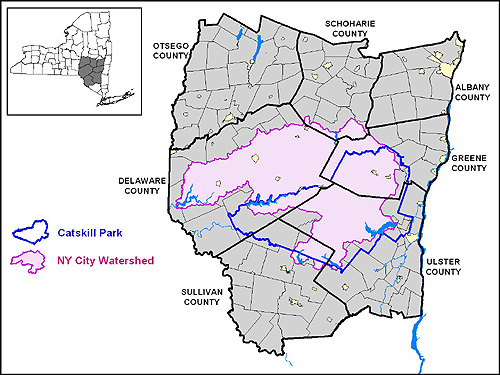 SCHOHARIE
COUNTY
OTSEGO
COUNTY
ALBANY
COUNTY
GREENE
COUNTY
DELAWARE
COUNTY
Catskill Park
NY City Watershed
ULSTER
COUNTY
SULLIVAN
COUNTY